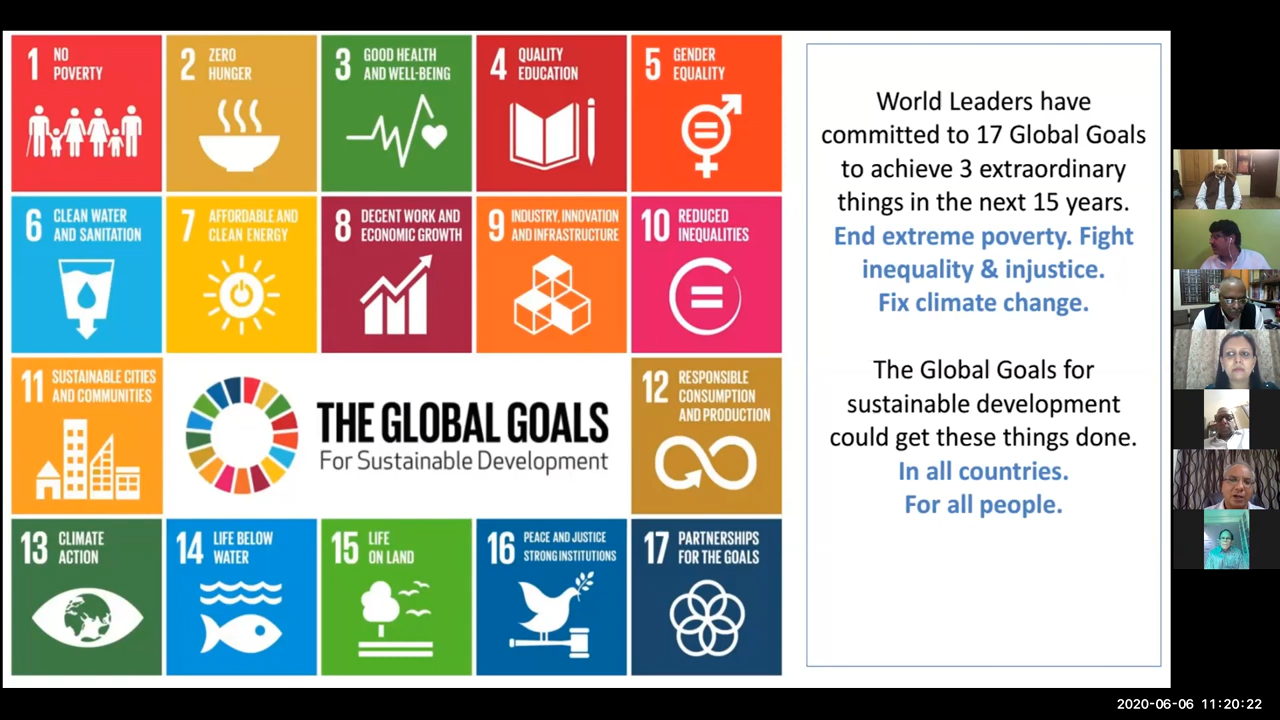 1 NO
POVERTY
2 ZERO
HUNGER
3 GOOD HEALTH
AND WELL-BEING
4 QUALITY
EDUCATION
5 GENDER
EQUALITY
6 CLEAN WATER
AND SANITATION
7 AFFORDABLE AND
CLEAN ENERGY
8 DECENT WORK AND
ECONOMIC GROWTH
9 INDUSTRY, INNOVATION
AND INFRASTRUCTURE
10 REDUCED
INEQUALITIES
11 SUSTAINABLE CITIES
AND COMMUNITIES
THE GLOBAL GOALS
For Sustainable Development
12 RESPONSIBLE
CONSUMPTION
AND PRODUCTION
13 CLIMATE
ACTION
14 LIFE BELOW
WATER
15 LIFE
ON LAND
16 PEACE AND JUSTICE
STRONG INSTITUTIONS
17 PARTNERSHIPS
FOR THE GOALS
World Leaders have
committed to 17 Global Goals
to achieve 3 extraordinary
things in the next 15 years.
End extreme poverty. Fight
inequality & injustice.
Fix climate change.
The Global Goals for
sustainable development
could get these things done.
In all countries.
For all people.
2020-06-06 11:20:22